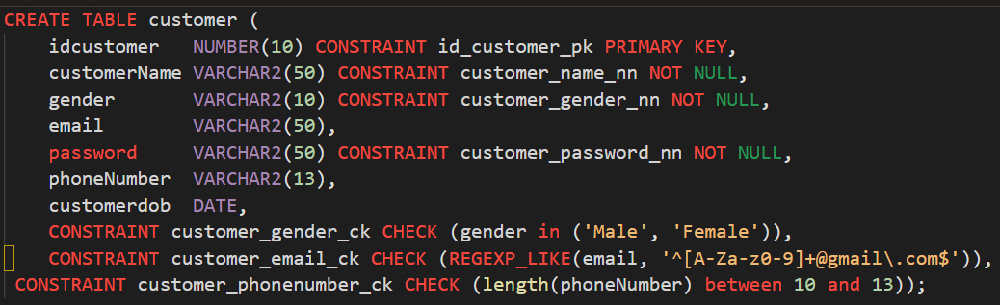 CREATE TABLE customer (
    idcustomer   NUMBER(10) CONSTRAINT id_customer_pk PRIMARY KEY,
    customerName VARCHAR2(50) CONSTRAINT customer_name_nn NOT NULL,
    gender       VARCHAR2(10) CONSTRAINT customer_gender_nn NOT NULL,
    email        VARCHAR2(50),
    password     VARCHAR2(50) CONSTRAINT customer_password_nn NOT NULL,
    phoneNumber  VARCHAR2(13),
    customerdob  DATE,
    CONSTRAINT customer_gender_ck CHECK (gender in ('Male', 'Female')),
    CONSTRAINT customer_email_ck CHECK (REGEXP_LIKE(email, '^[A-Za-z0-9]+@gmail\.com$')),
 CONSTRAINT customer_phonenumber_ck CHECK (length(phoneNumber) between 10 and 13));